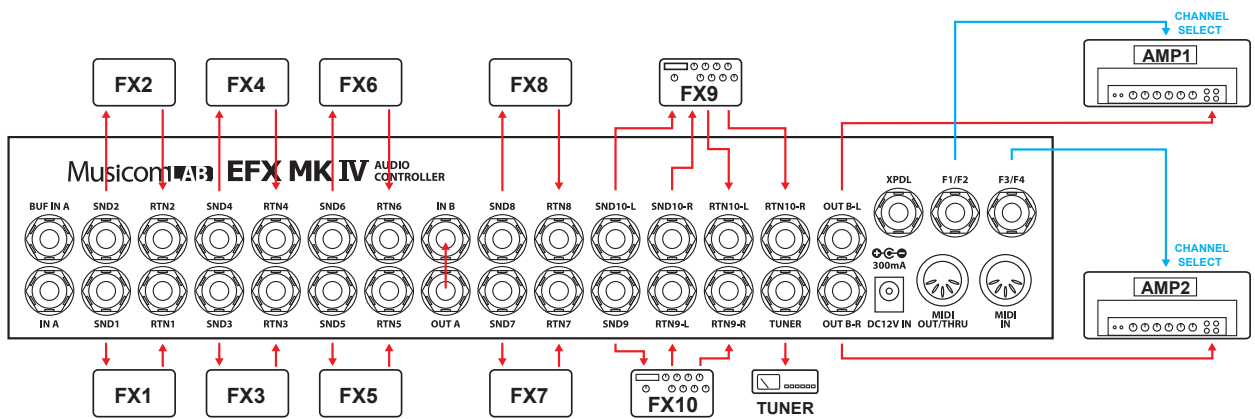 CHANNEL
SELECT
AMP1
FX2
FX4
FX6
FX8
FX9
MusicomLAB EFX MK IV AUDIO
CONTROLLER
XPDL
F1/F2
F3/F4
BUF IN A
SND2
RTN2
SND4
RTN4
SND6
RTN6
IN B
SND8
RTN8
SND10-L
SND10-R
RTN10-L
RTN10-R
OUT B-L
300mA
CHANNEL
SELECT
AMP2
IN A
SND1
RTN1
SND3
RTN3
SND5
RTN5
OUT A
SND7
RTN7
SND9
RTN9-L
RTN9-R
TUNER
OUT B-R
DC12V IN
MIDI
OUT/THRU
MIDI
IN
FX1
FX3
FX5
FX7
FX10
TUNER